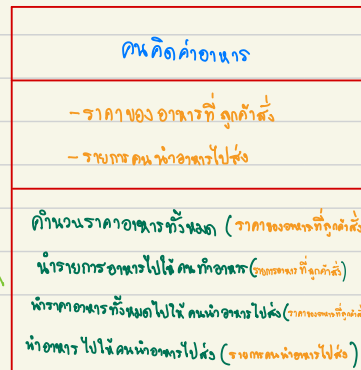 คนคิดค่าอาหาร
- ราคาของอาหารที่ลูกค้าสั่ง
- รายการคนนำอาหารไปส่ง
คำนวนราคาอาหารทั้งหมด (ราคาของอาหารที่ลูกค้าสั่ง
นำรายการอาหารไปให้คนทำอาหาร(รายการอาหารที่ลูกค้าสั่ง)
นำราคาอาหารทั้งหมดไปให้คนนำอาหารไปส่ง(ราคาของอาหารที่ลูกค้าสั่ง
นำอาหารไปให้คนนำอาหารไปส่ง (รายการคนนำอาหารไปส่ง)